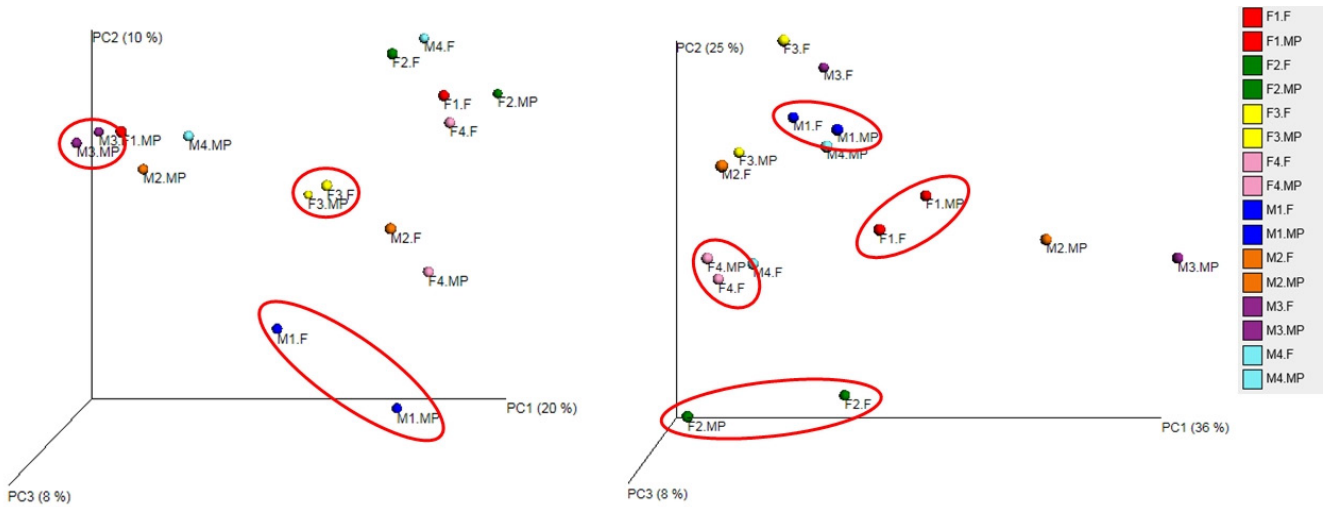 PC2 (10 %)
M4.F
F2.F
F1.F
F2.MP
F4.F
M3.F
F1.MP
M3.MP
M4.MP
M2.MP
F3.F
F3.MP
M2.F
F4.MP
M1.F
M1.MP
PC1 (20 %)
PC3 (8 %)
PC2 (25 %)
F3.F
M3.F
M1.F
M1.MP
M4.MP
F3.MP
M2.F
F1.MP
F1.F
M2.MP
M3.MP
F4.MP
M4.F
F4.F
F2.F
F2.MP
PC1 (36 %)
PC3 (8 %)
F1.F
F1.MP
F2.F
F2.MP
F3.F
F3.MP
F4.F
F4.MP
M1.F
M1.MP
M2.F
M2.MP
M3.F
M3.MP
M4.F
M4.MP